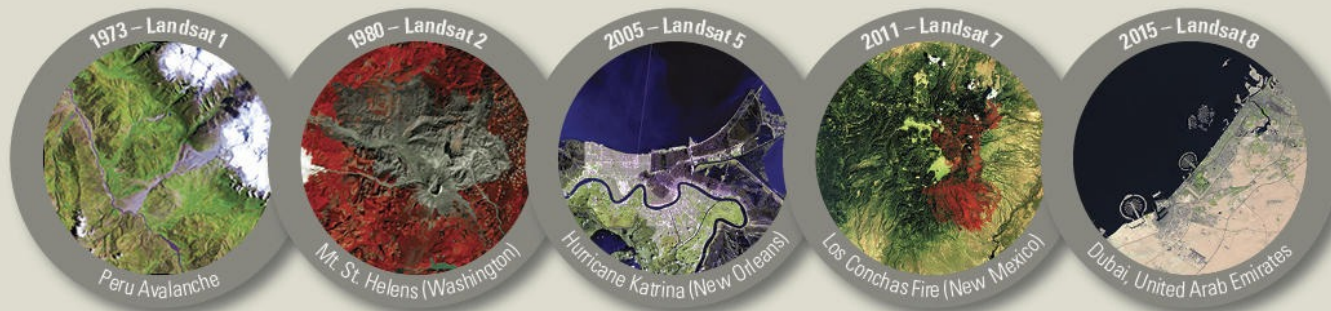 1973 – Landsat 1
Peru Avalanche
1980 – Landsat 2
Mt. St. Helens (Washington)
2005 – Landsat 5
Hurricane Katrina (New Orleans)
2011 – Landsat 7
Los Conchas Fire (New Mexico)
2015 – Landsat 8
Dubai, United Arab Emirates